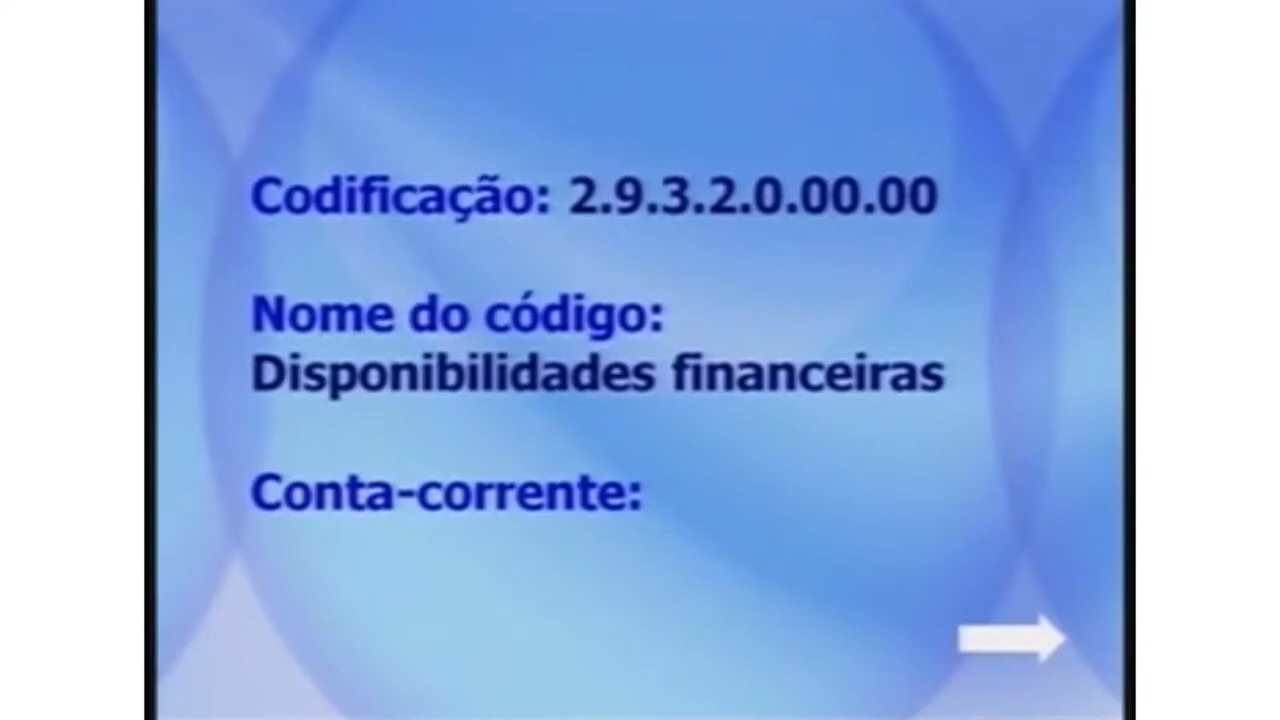 Codificação: 2.9.3.2.0.00.00
Nome do código:
Disponibilidades financeiras
Conta-corrente: